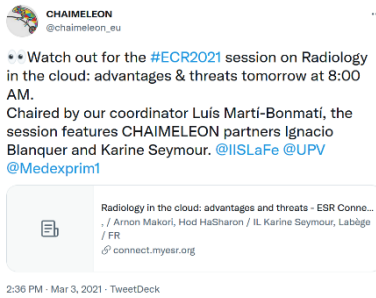 CHAIMELEON
@chaimeleon_eu
👀Watch out for the #ECR2021 session on Radiology
in the cloud: advantages & threats tomorrow at 8:00
AM.
Chaired by our coordinator Luís Martí-Bonmatí, the
session features CHAIMELEON partners Ignacio
Blanquer and Karine Seymour. @IISLaFe @UPV
@Medexprim1
Radiology in the cloud: advantages and threats - ESR Conne...
, / Arnon Makori, Hod HaSharon / IL Karine Seymour, Labège
/ FR
connect.myesr.org
2:36 PM · Mar 3, 2021 · TweetDeck